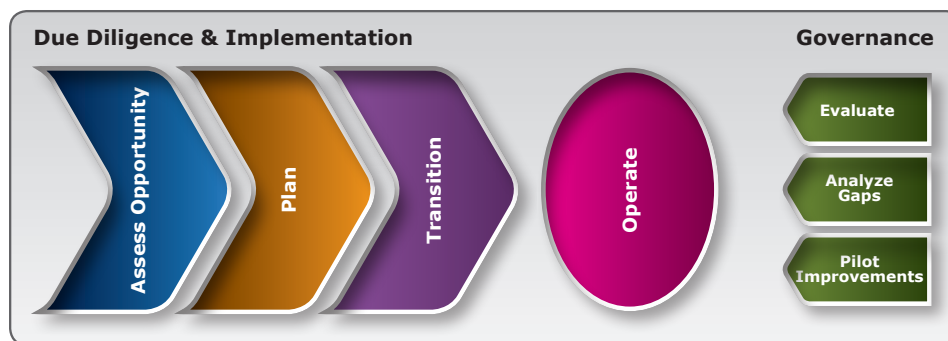 Due Diligence & Implementation
Governance
Assess Opportunity
Plan
Transition
Operate
Evaluate
Analyze
Gaps
Pilot
Improvements